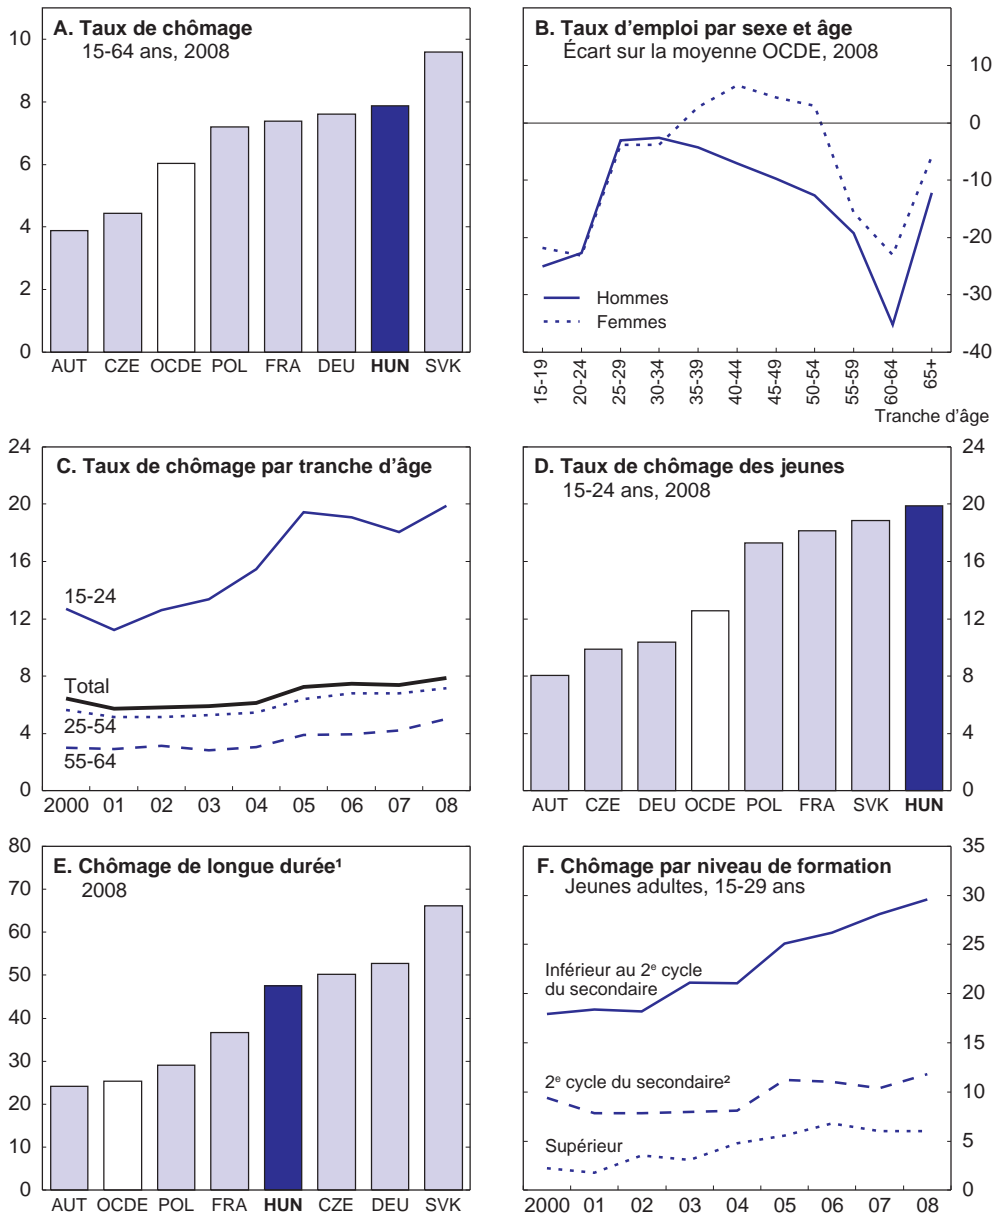 A. Taux de chômage
15-64 ans, 2008
10
8
6
4
2
0
AUT CZE OCDE POL FRA DEU HUN SVK
B. Taux d'emploi par sexe et âge
Écart sur la moyenne OCDE, 2008
10
0
-10
-20
-30
-40
Hommes
Femmes
15-19 20-24 25-29 30-34 35-39 40-44 45-49 50-54 55-59 60-64 65+
Tranche d'âge
C. Taux de chômage par tranche d'âge
24
20
16
12
8
4
0
15-24
Total
25-54
55-64
2000 01 02 03 04 05 06 07 08
D. Taux de chômage des jeunes
15-24 ans, 2008
24
20
16
12
8
4
0
AUT CZE DEU OCDE POL FRA SVK HUN
E. Chômage de longue durée¹
2008
80
70
60
50
40
30
20
10
0
AUT OCDE POL FRA HUN CZE DEU SVK
F. Chômage par niveau de formation
Jeunes adultes, 15-29 ans
35
30
25
20
15
10
5
0
Inférieur au 2e cycle
du secondaire
2e cycle du secondaire²
Supérieur
2000 01 02 03 04 05 06 07 08